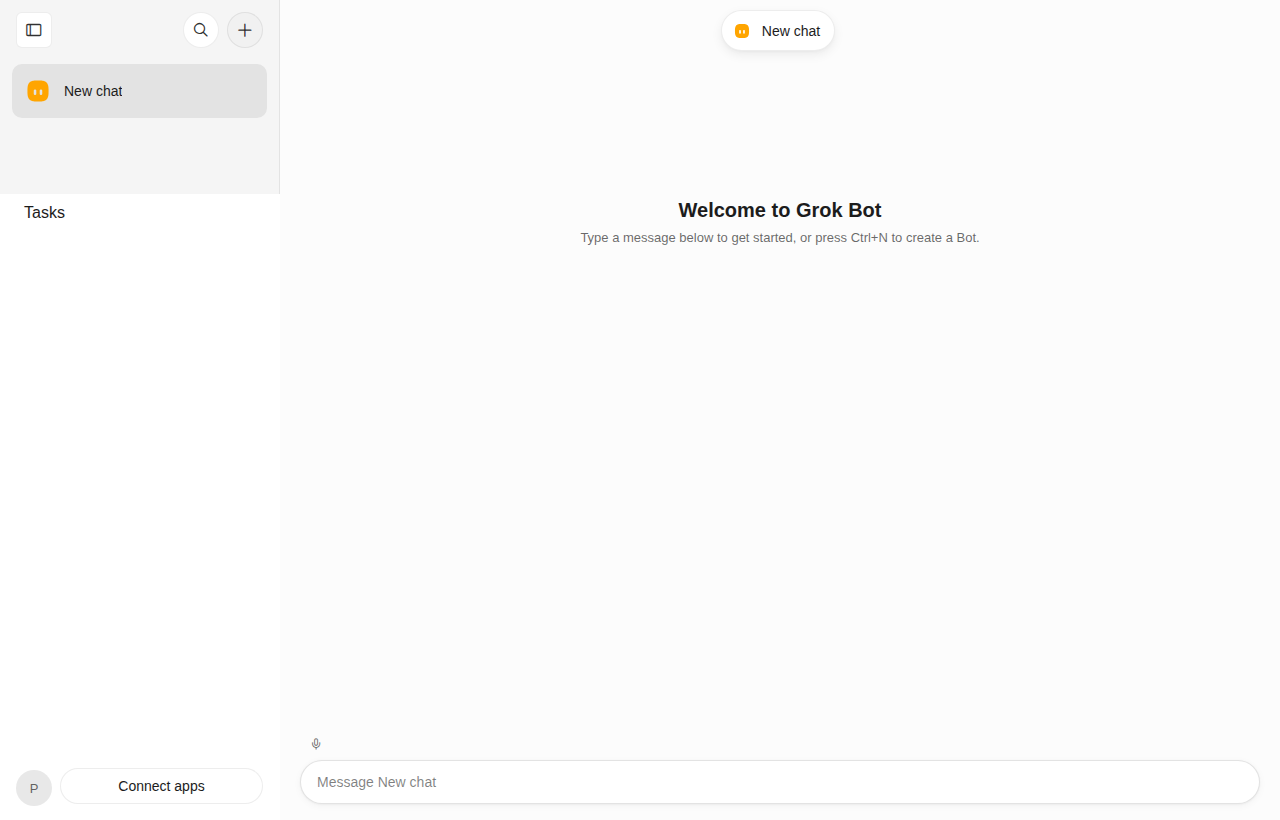 New chat
New chat
Tasks
Welcome to Grok Bot
Type a message below to get started, or press Ctrl+N to create a Bot.
P
Connect apps
Message New chat